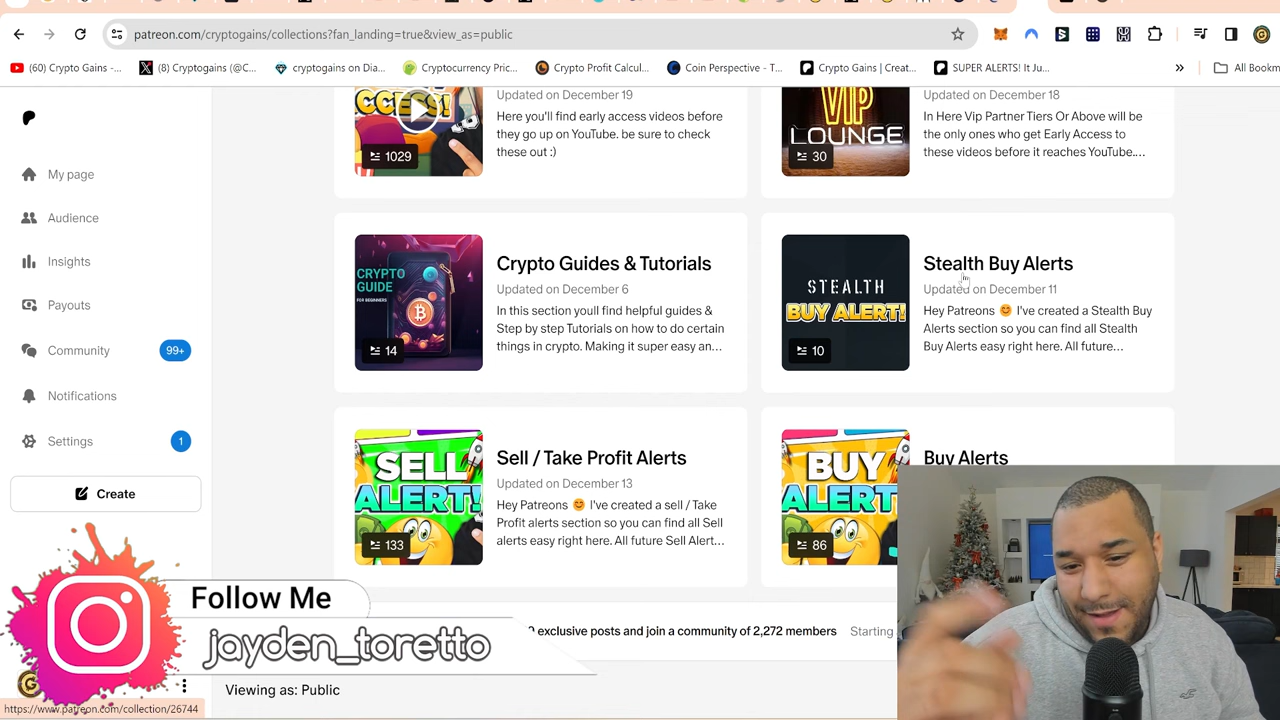 patreon.com/cryptogains/collections?fan_landing=true&view_as=public
(60) Crypto Gains -...
(8) Cryptogains (@C...
cryptogains on Dia...
Cryptocurrency Pric...
Crypto Profit Calcul...
Coin Perspective - T...
Crypto Gains | Creat...
SUPER ALERTS! It Ju...
All Bookm
My page
Audience
Insights
Payouts
Community
99+
Notifications
Settings
1
Create
CCESS!
1029
Updated on December 19
Here you'll find early access videos before
they go up on YouTube. be sure to check
these out :)
VIP
LOUNGE
30
Updated on December 18
In Here Vip Partner Tiers Or Above will be
the only ones who get Early Access to
these videos before it reaches YouTube....
CRYPTO
GUIDE
FOR BEGINNERS
14
Crypto Guides & Tutorials
Updated on December 6
In this section youll find helpful guides &
Step by step Tutorials on how to do certain
things in crypto. Making it super easy an...
STEALTH
BUY ALERT!
10
Stealth Buy Alerts
Updated on December 11
Hey Patreons 😊 I've created a Stealth Buy
Alerts section so you can find all Stealth
Buy Alerts easy right here. All future...
SELL
ALERT!
133
Sell / Take Profit Alerts
Updated on December 13
Hey Patreons 😊 I've created a sell / Take
Profit alerts section so you can find all Sell
alerts easy right here. All future Sell Alert...
BUY
ALERT!
86
Buy Alerts
Follow Me
jayden_toretto
0 exclusive posts and join a community of 2,272 members
Starting
Viewing as: Public
https://www.patreon.com/collection/26744